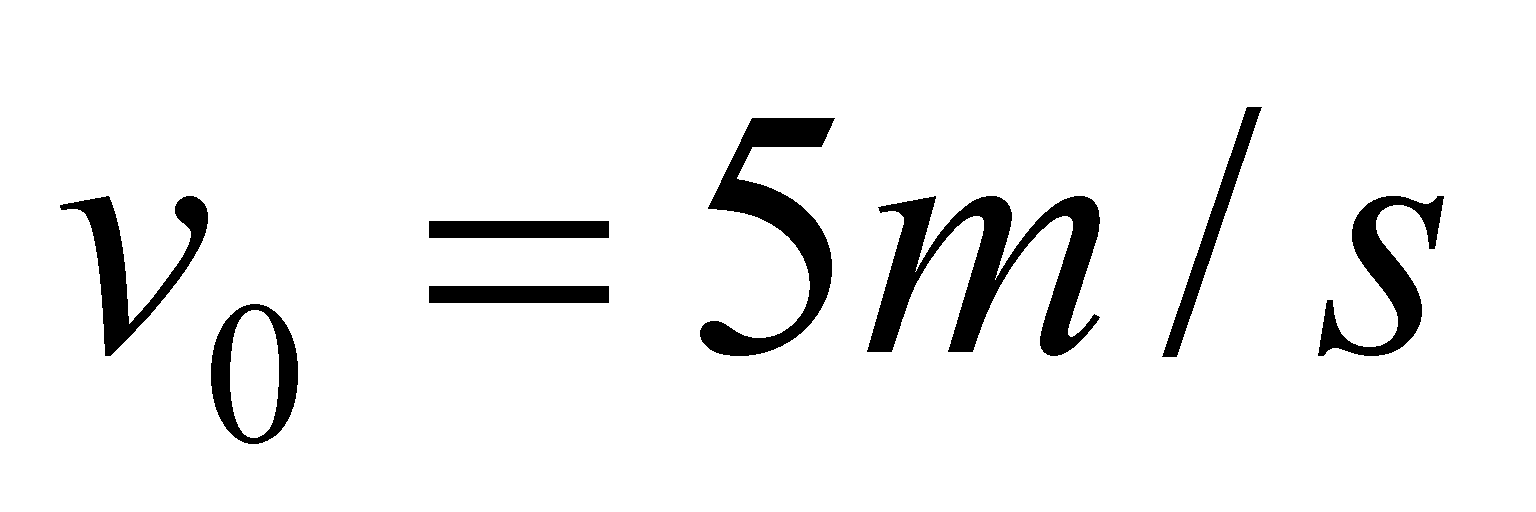 v₀ = 5m/s